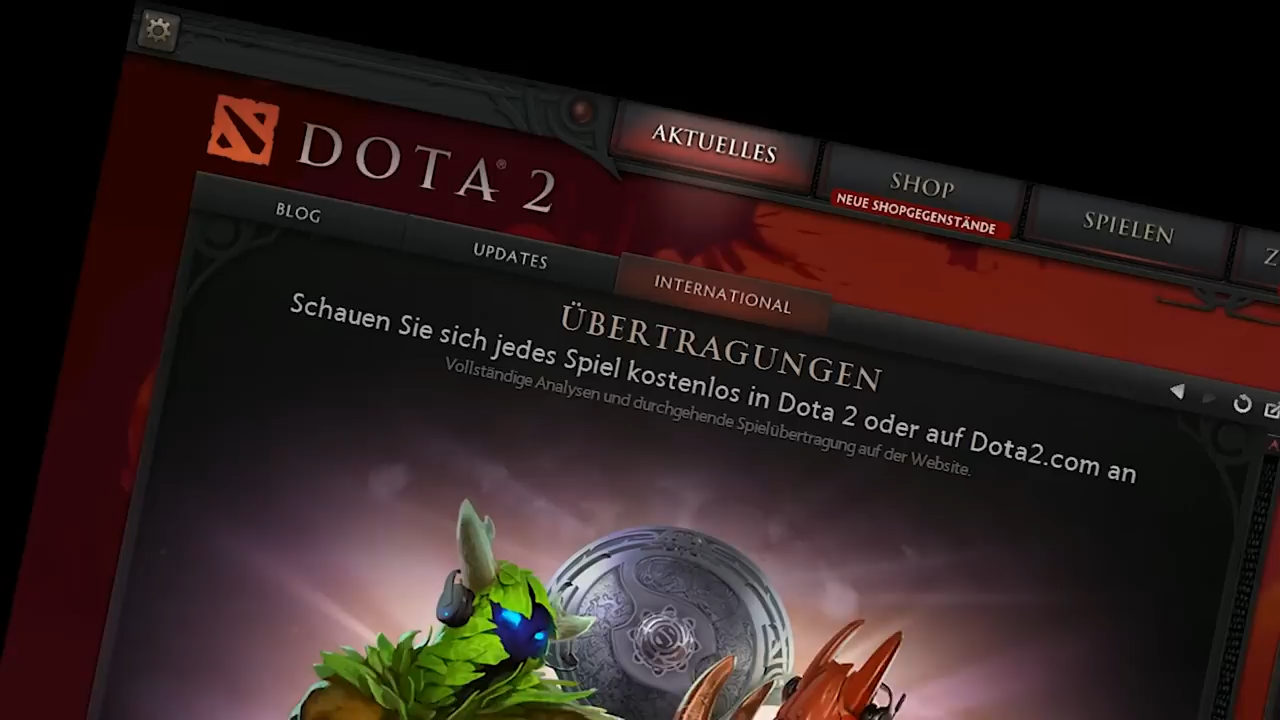 DOTA® 2
AKTUELLES
SHOP
NEUE SHOPGEGENSTÄNDE
SPIELEN
BLOG
UPDATES
INTERNATIONAL
ÜBERTRAGUNGEN
Schauen Sie sich jedes Spiel kostenlos in Dota 2 oder auf Dota2.com an
Vollständige Analysen und durchgehende Spielübertragung auf der Website.